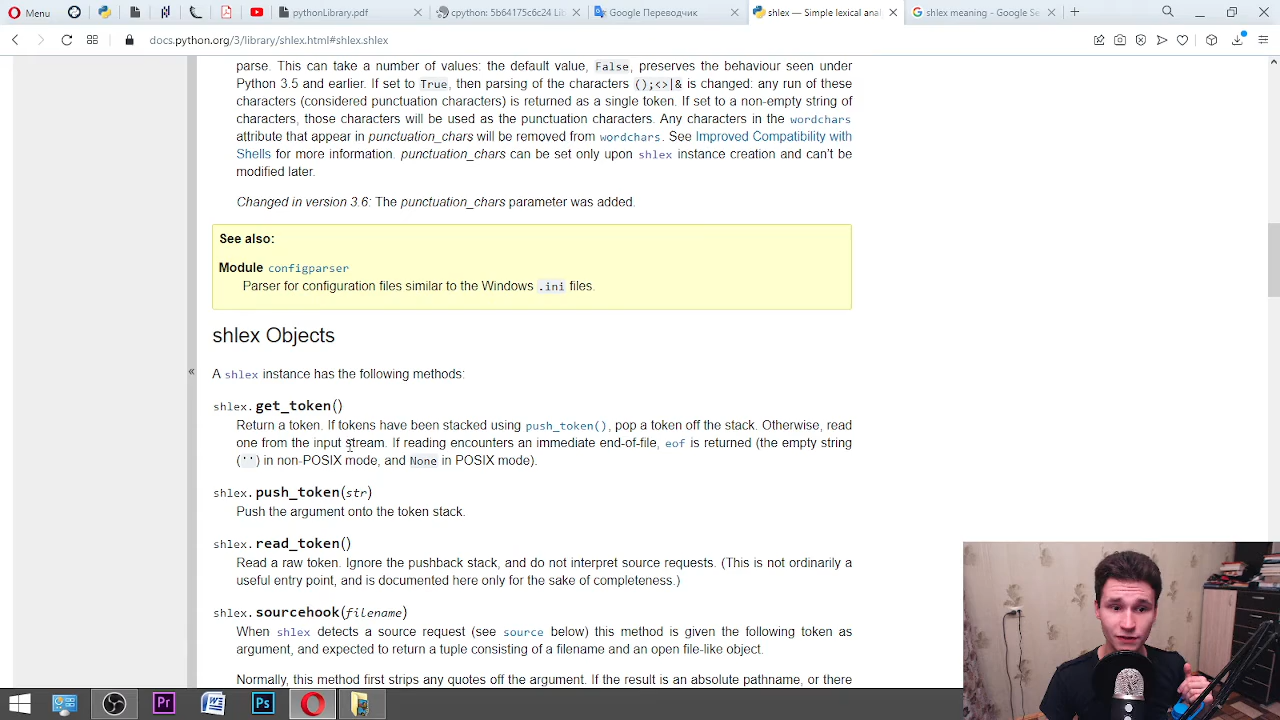 Menu
pythonLibrary.pdf
cpython: 5b64175c6c24 Lib
Google Переводчик
shlex — Simple lexical anal
shlex meaning - Google Se
docs.python.org/3/library/shlex.html#shlex.shlex
parse. This can take a number of values: the default value, False, preserves the behaviour seen under
Python 3.5 and earlier. If set to True, then parsing of the characters ();<>|& is changed: any run of these
characters (considered punctuation characters) is returned as a single token. If set to a non-empty string of
characters, those characters will be used as the punctuation characters. Any characters in the wordchars
attribute that appear in punctuation_chars will be removed from wordchars. See Improved Compatibility with
Shells for more information. punctuation_chars can be set only upon shlex instance creation and can't be
modified later.
Changed in version 3.6: The punctuation_chars parameter was added.
See also:
Module configparser
Parser for configuration files similar to the Windows .ini files.
shlex Objects
A shlex instance has the following methods:
shlex.get_token()
Return a token. If tokens have been stacked using push_token(), pop a token off the stack. Otherwise, read
one from the input stream. If reading encounters an immediate end-of-file, eof is returned (the empty string
('') in non-POSIX mode, and None in POSIX mode).
shlex.push_token(str)
Push the argument onto the token stack.
shlex.read_token()
Read a raw token. Ignore the pushback stack, and do not interpret source requests. (This is not ordinarily a
useful entry point, and is documented here only for the sake of completeness.)
shlex.sourcehook(filename)
When shlex detects a source request (see source below) this method is given the following token as
argument, and expected to return a tuple consisting of a filename and an open file-like object.
Normally, this method first strips any quotes off the argument. If the result is an absolute pathname, or there
Pr
Ps